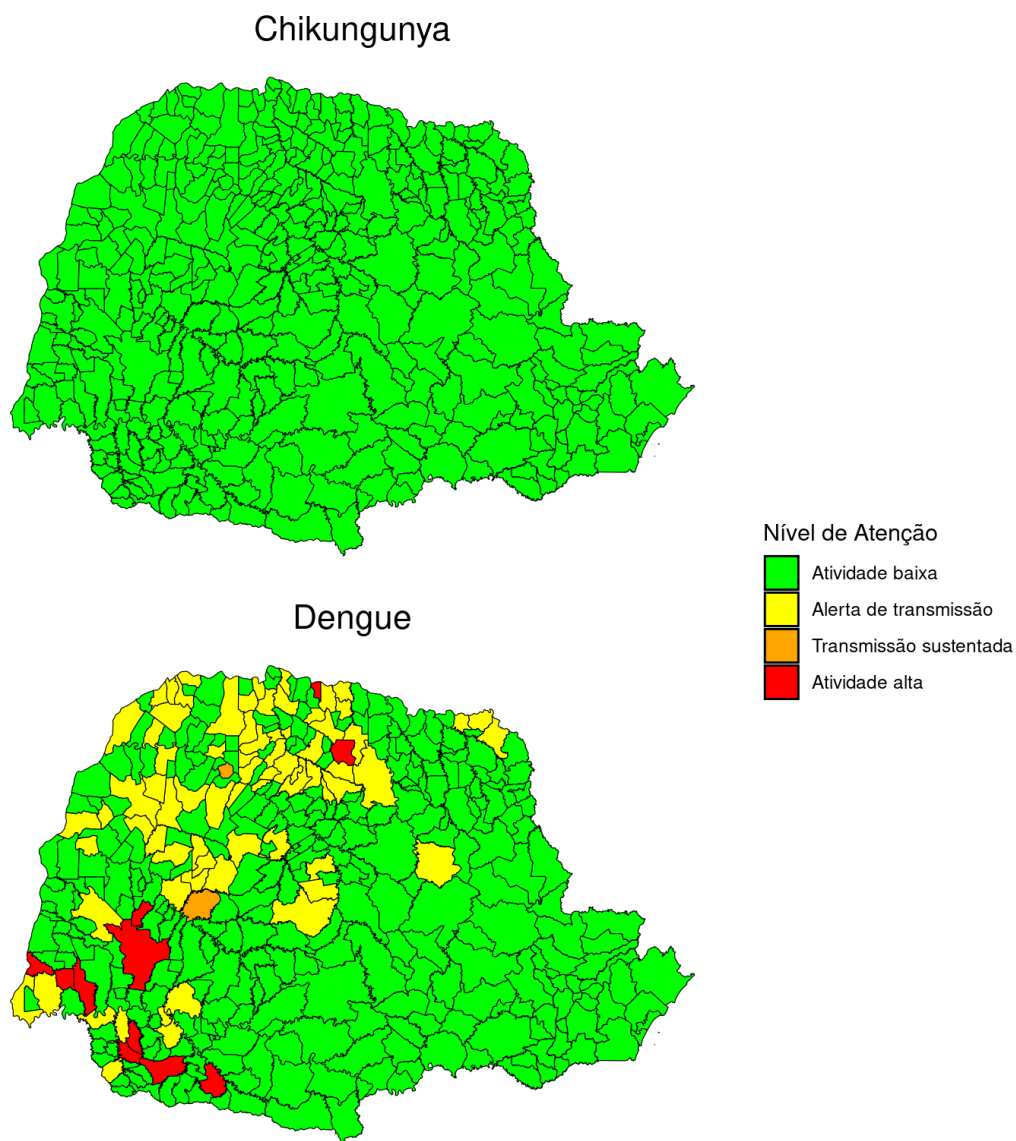 Chikungunya
Nível de Atenção
Atividade baixa
Alerta de transmissão
Transmissão sustentada
Atividade alta
Dengue